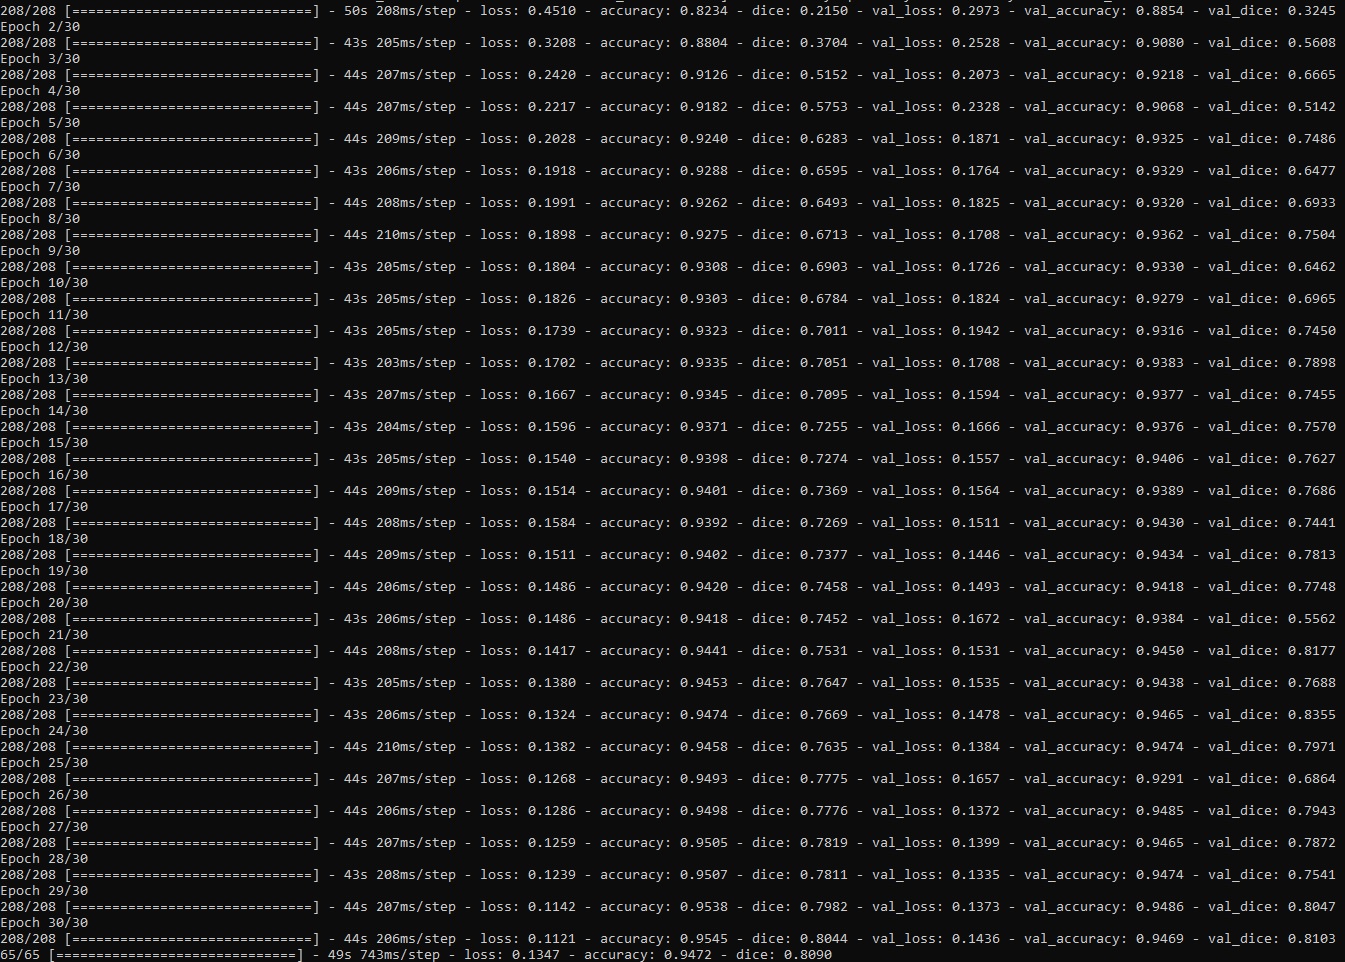 208/208 [==============================] - 50s 208ms/step - loss: 0.4510 - accuracy: 0.8234 - dice: 0.2150 - val_loss: 0.2973 - val_accuracy: 0.8854 - val_dice: 0.3245
Epoch 2/30
208/208 [==============================] - 43s 205ms/step - loss: 0.3208 - accuracy: 0.8804 - dice: 0.3704 - val_loss: 0.2528 - val_accuracy: 0.9080 - val_dice: 0.5608
Epoch 3/30
208/208 [==============================] - 44s 207ms/step - loss: 0.2420 - accuracy: 0.9126 - dice: 0.5152 - val_loss: 0.2073 - val_accuracy: 0.9218 - val_dice: 0.6665
Epoch 4/30
208/208 [==============================] - 44s 207ms/step - loss: 0.2217 - accuracy: 0.9182 - dice: 0.5753 - val_loss: 0.2328 - val_accuracy: 0.9068 - val_dice: 0.5142
Epoch 5/30
208/208 [==============================] - 44s 209ms/step - loss: 0.2028 - accuracy: 0.9240 - dice: 0.6283 - val_loss: 0.1871 - val_accuracy: 0.9325 - val_dice: 0.7486
Epoch 6/30
208/208 [==============================] - 43s 206ms/step - loss: 0.1918 - accuracy: 0.9288 - dice: 0.6595 - val_loss: 0.1764 - val_accuracy: 0.9329 - val_dice: 0.6477
Epoch 7/30
208/208 [==============================] - 44s 208ms/step - loss: 0.1991 - accuracy: 0.9262 - dice: 0.6493 - val_loss: 0.1825 - val_accuracy: 0.9320 - val_dice: 0.6933
Epoch 8/30
208/208 [==============================] - 44s 210ms/step - loss: 0.1898 - accuracy: 0.9275 - dice: 0.6713 - val_loss: 0.1708 - val_accuracy: 0.9362 - val_dice: 0.7504
Epoch 9/30
208/208 [==============================] - 43s 205ms/step - loss: 0.1804 - accuracy: 0.9308 - dice: 0.6903 - val_loss: 0.1726 - val_accuracy: 0.9330 - val_dice: 0.6462
Epoch 10/30
208/208 [==============================] - 43s 205ms/step - loss: 0.1826 - accuracy: 0.9303 - dice: 0.6784 - val_loss: 0.1824 - val_accuracy: 0.9279 - val_dice: 0.6965
Epoch 11/30
208/208 [==============================] - 43s 205ms/step - loss: 0.1739 - accuracy: 0.9323 - dice: 0.7011 - val_loss: 0.1942 - val_accuracy: 0.9316 - val_dice: 0.7450
Epoch 12/30
208/208 [==============================] - 43s 203ms/step - loss: 0.1702 - accuracy: 0.9335 - dice: 0.7051 - val_loss: 0.1708 - val_accuracy: 0.9383 - val_dice: 0.7898
Epoch 13/30
208/208 [==============================] - 43s 207ms/step - loss: 0.1667 - accuracy: 0.9345 - dice: 0.7095 - val_loss: 0.1594 - val_accuracy: 0.9377 - val_dice: 0.7455
Epoch 14/30
208/208 [==============================] - 43s 204ms/step - loss: 0.1596 - accuracy: 0.9371 - dice: 0.7255 - val_loss: 0.1666 - val_accuracy: 0.9376 - val_dice: 0.7570
Epoch 15/30
208/208 [==============================] - 43s 205ms/step - loss: 0.1540 - accuracy: 0.9398 - dice: 0.7274 - val_loss: 0.1557 - val_accuracy: 0.9406 - val_dice: 0.7627
Epoch 16/30
208/208 [==============================] - 44s 209ms/step - loss: 0.1514 - accuracy: 0.9401 - dice: 0.7369 - val_loss: 0.1564 - val_accuracy: 0.9389 - val_dice: 0.7686
Epoch 17/30
208/208 [==============================] - 44s 208ms/step - loss: 0.1584 - accuracy: 0.9392 - dice: 0.7269 - val_loss: 0.1511 - val_accuracy: 0.9430 - val_dice: 0.7441
Epoch 18/30
208/208 [==============================] - 44s 209ms/step - loss: 0.1511 - accuracy: 0.9402 - dice: 0.7377 - val_loss: 0.1446 - val_accuracy: 0.9434 - val_dice: 0.7813
Epoch 19/30
208/208 [==============================] - 44s 206ms/step - loss: 0.1486 - accuracy: 0.9420 - dice: 0.7458 - val_loss: 0.1493 - val_accuracy: 0.9418 - val_dice: 0.7748
Epoch 20/30
208/208 [==============================] - 43s 206ms/step - loss: 0.1486 - accuracy: 0.9418 - dice: 0.7452 - val_loss: 0.1672 - val_accuracy: 0.9384 - val_dice: 0.5562
Epoch 21/30
208/208 [==============================] - 44s 208ms/step - loss: 0.1417 - accuracy: 0.9441 - dice: 0.7531 - val_loss: 0.1531 - val_accuracy: 0.9450 - val_dice: 0.8177
Epoch 22/30
208/208 [==============================] - 43s 205ms/step - loss: 0.1380 - accuracy: 0.9453 - dice: 0.7647 - val_loss: 0.1535 - val_accuracy: 0.9438 - val_dice: 0.7688
Epoch 23/30
208/208 [==============================] - 43s 206ms/step - loss: 0.1324 - accuracy: 0.9474 - dice: 0.7669 - val_loss: 0.1478 - val_accuracy: 0.9465 - val_dice: 0.8355
Epoch 24/30
208/208 [==============================] - 44s 210ms/step - loss: 0.1382 - accuracy: 0.9458 - dice: 0.7635 - val_loss: 0.1384 - val_accuracy: 0.9474 - val_dice: 0.7971
Epoch 25/30
208/208 [==============================] - 44s 207ms/step - loss: 0.1268 - accuracy: 0.9493 - dice: 0.7775 - val_loss: 0.1657 - val_accuracy: 0.9291 - val_dice: 0.6864
Epoch 26/30
208/208 [==============================] - 44s 206ms/step - loss: 0.1286 - accuracy: 0.9498 - dice: 0.7776 - val_loss: 0.1372 - val_accuracy: 0.9485 - val_dice: 0.7943
Epoch 27/30
208/208 [==============================] - 44s 207ms/step - loss: 0.1259 - accuracy: 0.9505 - dice: 0.7819 - val_loss: 0.1399 - val_accuracy: 0.9465 - val_dice: 0.7872
Epoch 28/30
208/208 [==============================] - 43s 208ms/step - loss: 0.1239 - accuracy: 0.9507 - dice: 0.7811 - val_loss: 0.1335 - val_accuracy: 0.9474 - val_dice: 0.7541
Epoch 29/30
208/208 [==============================] - 44s 207ms/step - loss: 0.1142 - accuracy: 0.9538 - dice: 0.7982 - val_loss: 0.1373 - val_accuracy: 0.9486 - val_dice: 0.8047
Epoch 30/30
208/208 [==============================] - 44s 206ms/step - loss: 0.1121 - accuracy: 0.9545 - dice: 0.8044 - val_loss: 0.1436 - val_accuracy: 0.9469 - val_dice: 0.8103
65/65 [==============================] - 49s 743ms/step - loss: 0.1347 - accuracy: 0.9472 - dice: 0.8090